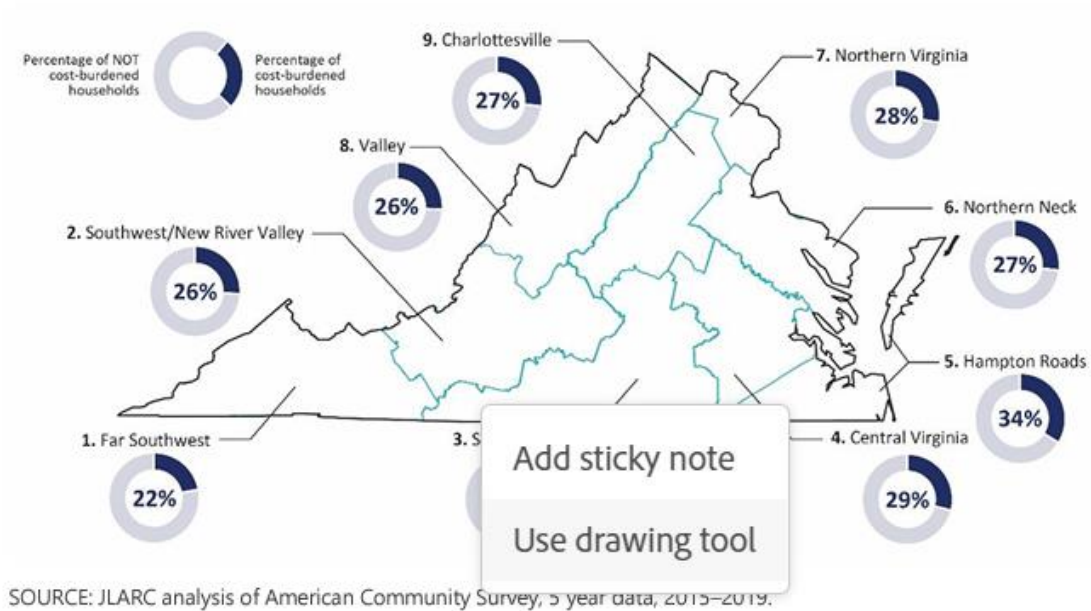 Percentage of NOT
cost-burdened
households
Percentage of
cost-burdened
households
9. Charlottesville
27%
7. Northern Virginia
28%
8. Valley
26%
6. Northern Neck
27%
2. Southwest/New River Valley
26%
5. Hampton Roads
34%
1. Far Southwest
22%
3. S
4. Central Virginia
29%
Add sticky note
Use drawing tool
SOURCE: JLARC analysis of American Community Survey, 5 year data, 2015–2019.